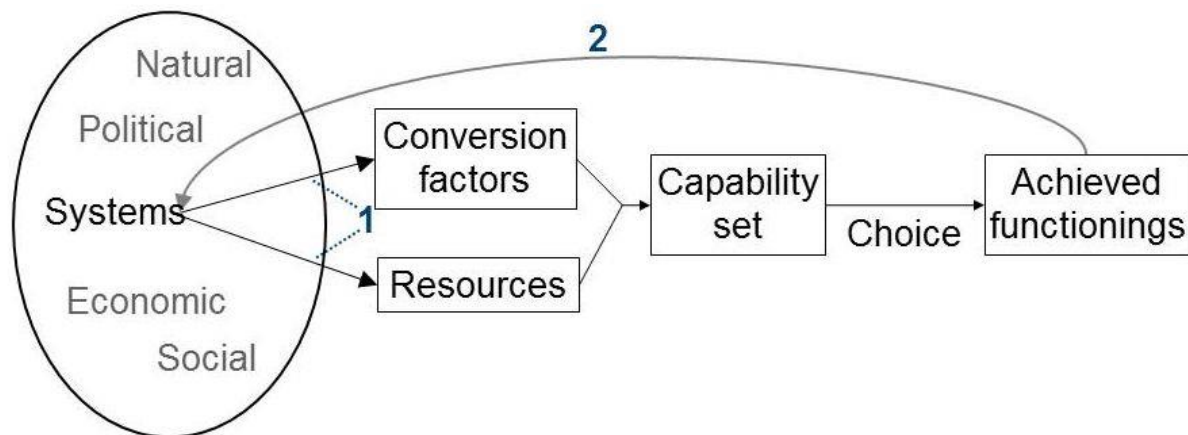 2
Natural
Political
Systems
Economic
Social
1
Conversion
factors
Resources
Capability
set
Choice
Achieved
functionings